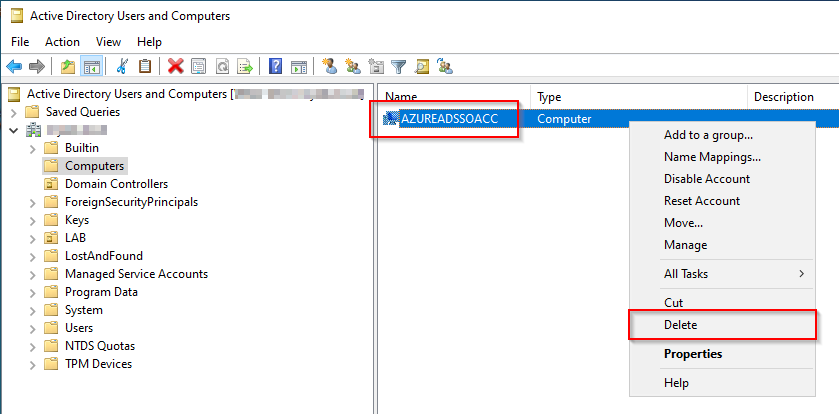 Active Directory Users and Computers
File Action View Help
Active Directory Users and Computers [
Saved Queries
Builtin
Computers
Domain Controllers
ForeignSecurityPrincipals
Keys
LAB
LostAndFound
Managed Service Accounts
Program Data
System
Users
NTDS Quotas
TPM Devices
Name Type Description
AZUREADSSOACC Computer
Add to a group...
Name Mappings...
Disable Account
Reset Account
Move...
Manage
All Tasks
Cut
Delete
Properties
Help